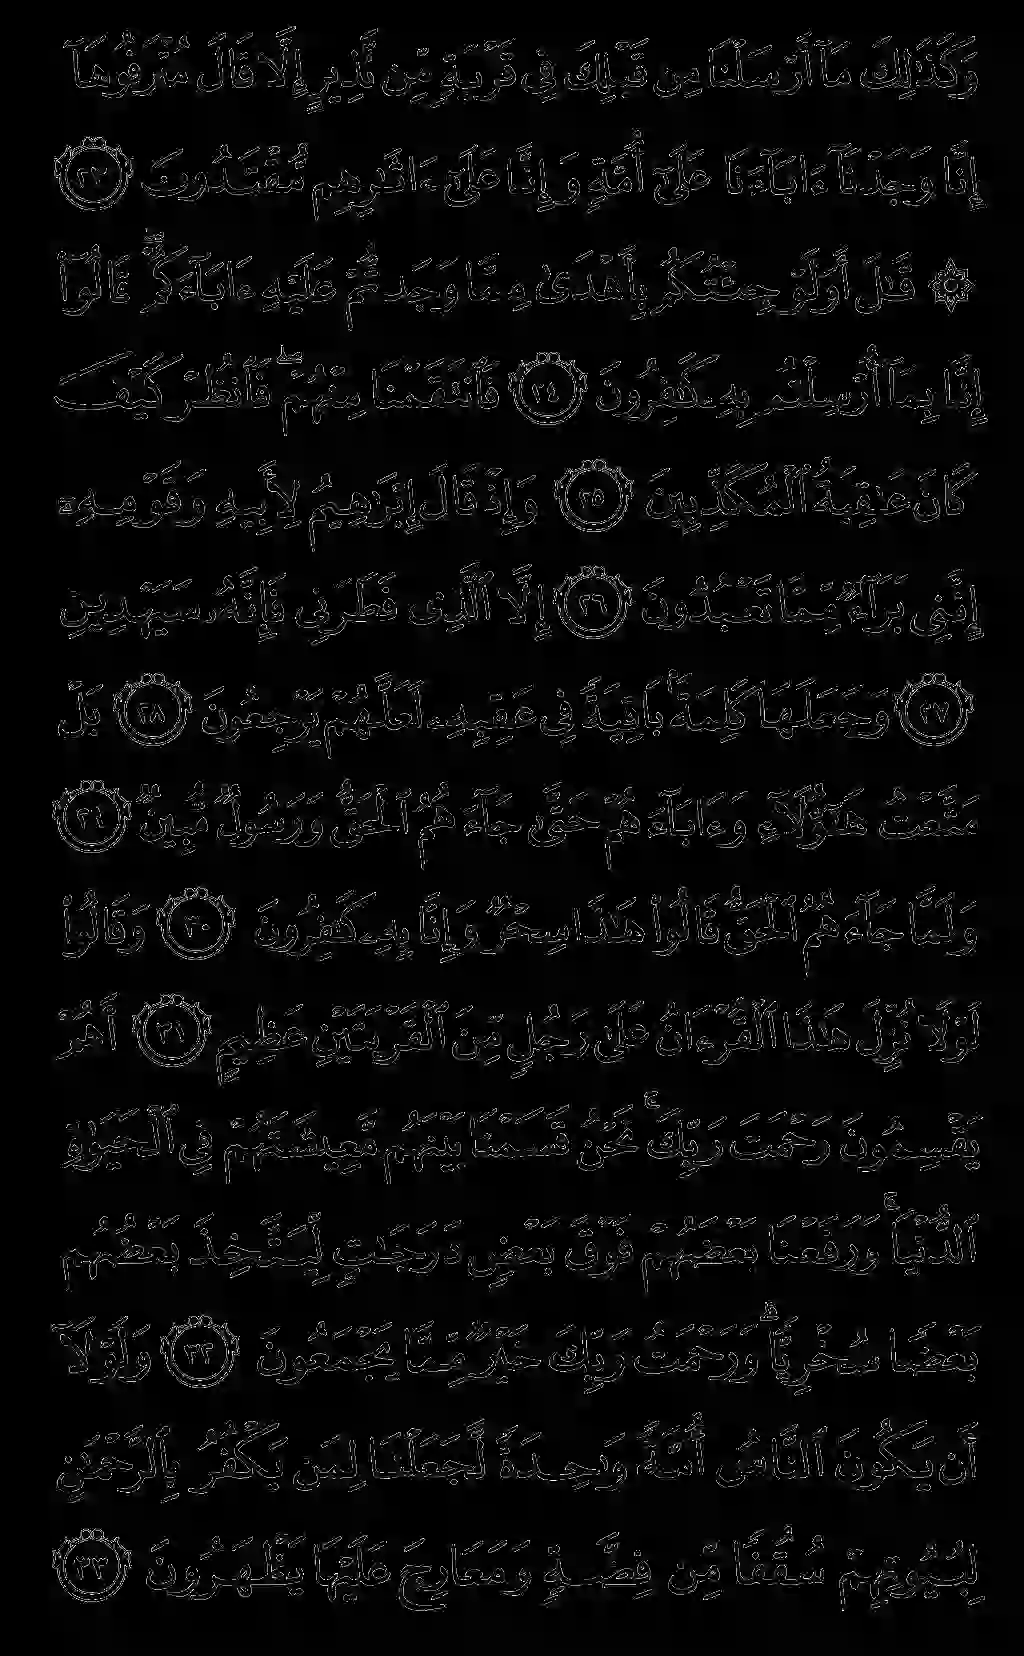 وَكَذَٰلِكَ مَآ أَرْسَلْنَا مِن قَبْلِكَ فِى قَرْيَةٍ مِّن نَّذِيرٍ إِلَّا قَالَ مُتْرَفُوهَآ
إِنَّا وَجَدْنَآ ءَابَآءَنَا عَلَىٰٓ أُمَّةٍ وَإِنَّا عَلَىٰٓ ءَاثَـٰرِهِم مُّقْتَدُونَ ٢٣
۞ قَـٰلَ أَوَلَوْ جِئْتُكُم بِأَهْدَىٰ مِمَّا وَجَدتُّمْ عَلَيْهِ ءَابَآءَكُمْ ۖ قَالُوٓا۟
إِنَّا بِمَآ أُرْسِلْتُم بِهِۦ كَـٰفِرُونَ ٢٤ فَٱنتَقَمْنَا مِنْهُمْ ۖ فَٱنظُرْ كَيْفَ
كَانَ عَـٰقِبَةُ ٱلْمُكَذِّبِينَ ٢٥ وَإِذْ قَالَ إِبْرَٰهِيمُ لِأَبِيهِ وَقَوْمِهِۦٓ
إِنَّنِى بَرَآءٌ مِّمَّا تَعْبُدُونَ ٢٦ إِلَّا ٱلَّذِى فَطَرَنِى فَإِنَّهُۥ سَيَهْدِينِ
٢٧ وَجَعَلَهَا كَلِمَةًۢ بَاقِيَةً فِى عَقِبِهِۦ لَعَلَّهُمْ يَرْجِعُونَ ٢٨ بَلْ
مَتَّعْتُ هَـٰٓؤُلَآءِ وَءَابَآءَهُمْ حَتَّىٰ جَآءَهُمُ ٱلْحَقُّ وَرَسُولٌ مُّبِينٌ ٢٩
وَلَمَّا جَآءَهُمُ ٱلْحَقُّ قَالُوا۟ هَـٰذَا سِحْرٌ وَإِنَّا بِهِۦ كَـٰفِرُونَ ٣٠ وَقَالُوا۟
لَوْلَا نُزِّلَ هَـٰذَا ٱلْقُرْءَانُ عَلَىٰ رَجُلٍ مِّنَ ٱلْقَرْيَتَيْنِ عَظِيمٍ ٣١ أَهُمْ
يَقْسِمُونَ رَحْمَتَ رَبِّكَ ۚ نَحْنُ قَسَمْنَا بَيْنَهُم مَّعِيشَتَهُمْ فِى ٱلْحَيَوٰةِ
ٱلدُّنْيَا ۚ وَرَفَعْنَا بَعْضَهُمْ فَوْقَ بَعْضٍ دَرَجَـٰتٍ لِّيَتَّخِذَ بَعْضُهُم
بَعْضًا سُخْرِيًّا ۗ وَرَحْمَتُ رَبِّكَ خَيْرٌ مِّمَّا يَجْمَعُونَ ٣٢ وَلَوْلَآ
أَن يَكُونَ ٱلنَّاسُ أُمَّةً وَٰحِدَةً لَّجَعَلْنَا لِمَن يَكْفُرُ بِٱلرَّحْمَـٰنِ
لِبُيُوتِهِمْ سُقُفًا مِّن فِضَّةٍ وَمَعَارِجَ عَلَيْهَا يَظْهَرُونَ ٣٣